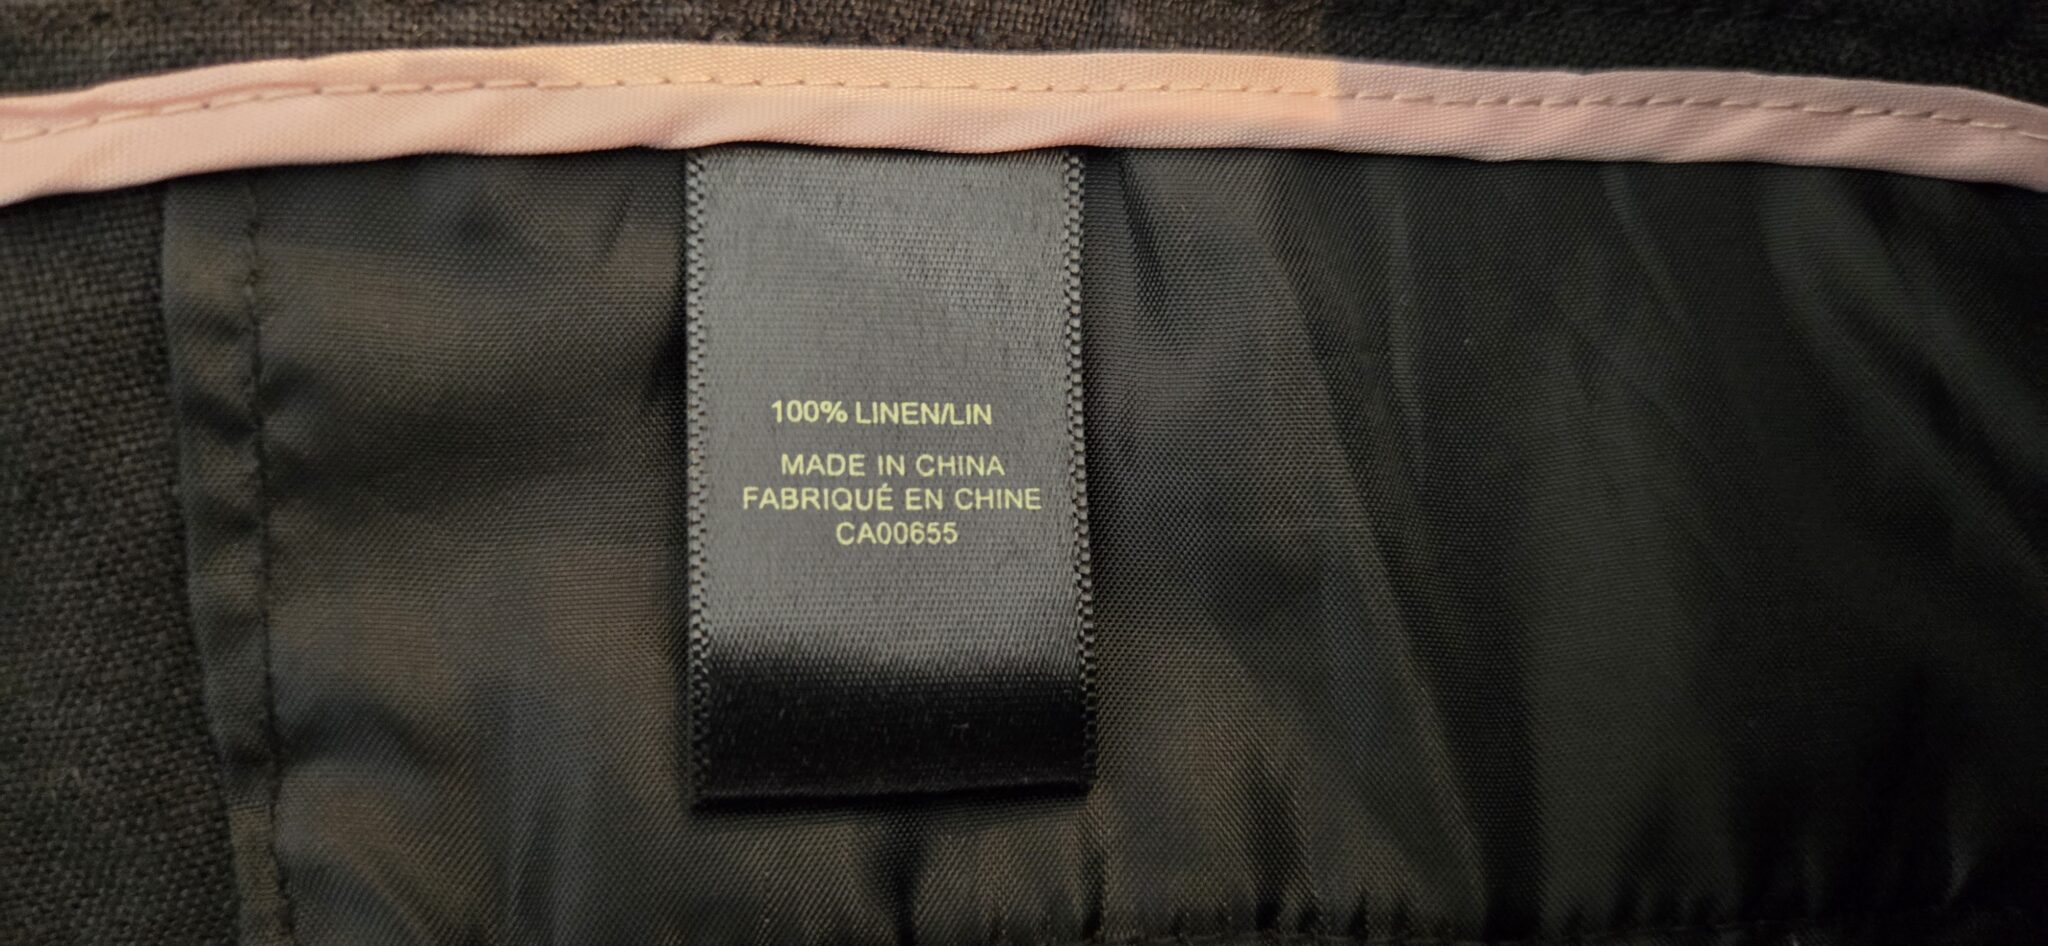 100% LINEN/LIN
MADE IN CHINA
FABRIQUÉ EN CHINE
CA00655